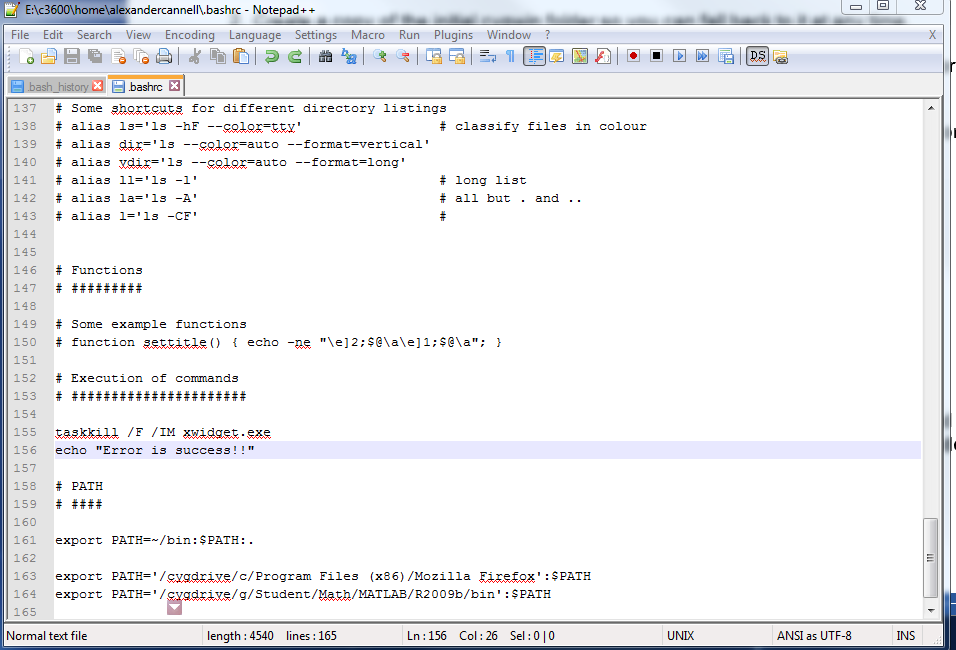 E:\c3600\home\alexandercannell\.bashrc - Notepad++
File Edit Search View Encoding Language Settings Macro Run Plugins Window ? X
.bash_history .bashrc
137 # Some shortcuts for different directory listings
138 # alias ls='ls -hF --color=tty' # classify files in colour
139 # alias dir='ls --color=auto --format=vertical'
140 # alias vdir='ls --color=auto --format=long'
141 # alias ll='ls -l' # long list
142 # alias la='ls -A' # all but . and ..
143 # alias l='ls -CF' #
144
145
146 # Functions
147 # #########
148
149 # Some example functions
150 # function settitle() { echo -ne "\e]2;$@\a\e]1;$@\a"; }
151
152 # Execution of commands
153 # ######################
154
155 taskkill /F /IM xwidget.exe
156 echo "Error is success!!"
157
158 # PATH
159 # ####
160
161 export PATH=~/bin:$PATH:.
162
163 export PATH='/cygdrive/c/Program Files (x86)/Mozilla Firefox':$PATH
164 export PATH='/cygdrive/g/Student/Math/MATLAB/R2009b/bin':$PATH
165
Normal text file length : 4540 lines : 165 Ln : 156 Col : 26 Sel : 0 | 0 UNIX ANSI as UTF-8 INS